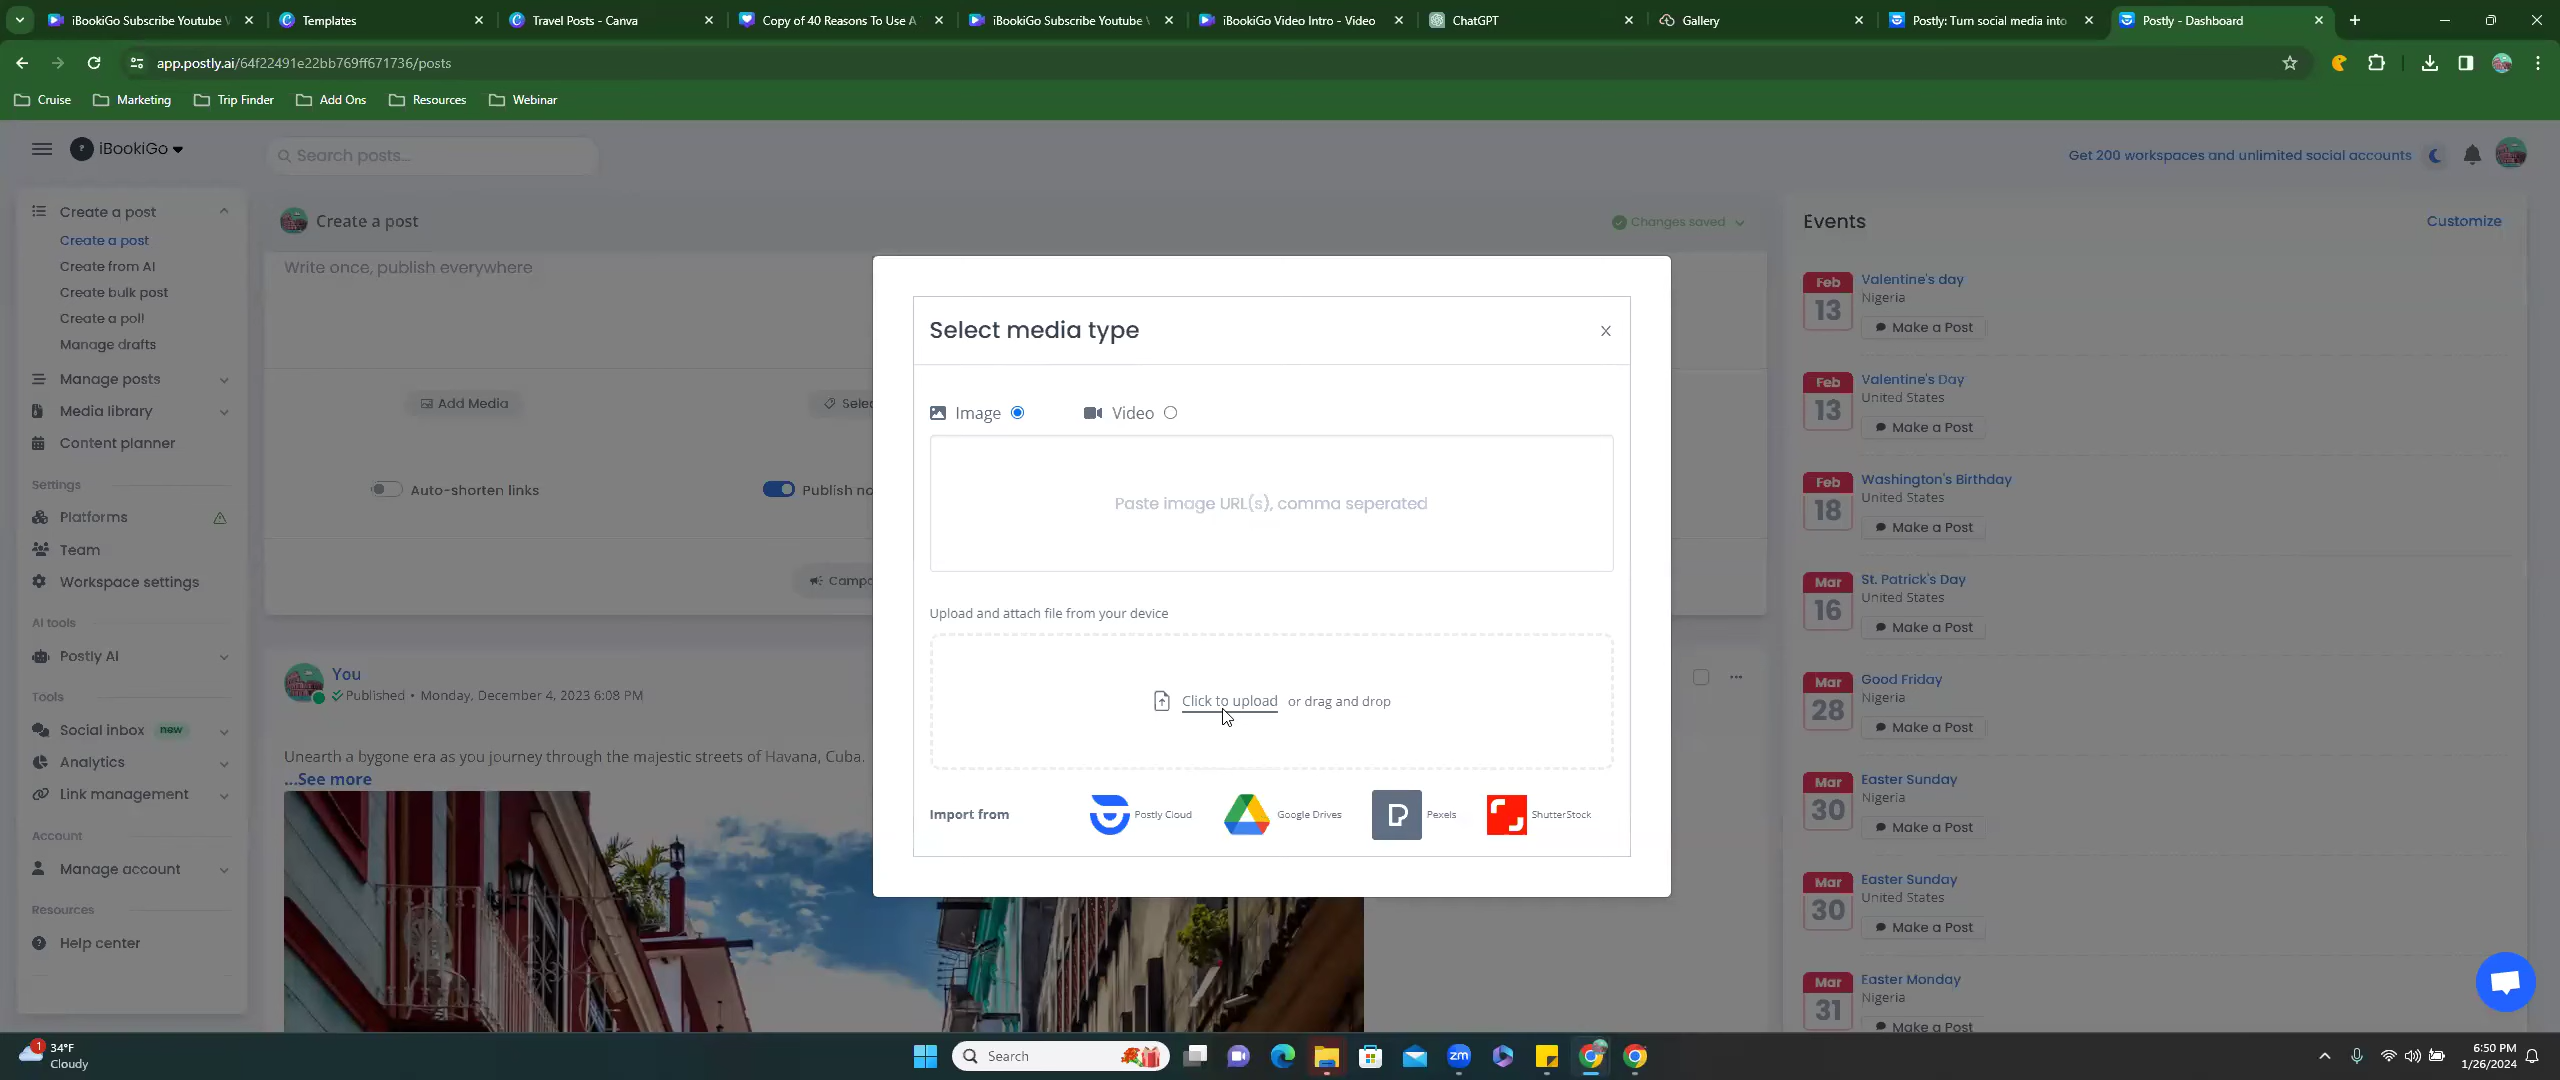 iBookiGo Subscribe Youtube V
Templates
Travel Posts - Canva
Copy of 40 Reasons To Use A
iBookiGo Subscribe Youtube V
iBookiGo Video Intro - Video
ChatGPT
Gallery
Postly: Turn social media into
Postly - Dashboard
app.postly.ai/64f22491e22bb769ff671736/posts
Cruise
Marketing
Trip Finder
Add Ons
Resources
Webinar
iBookiGo
Search posts...
Get 200 workspaces and unlimited social accounts
Create a post
Create a post
Create from AI
Create bulk post
Create a poll
Manage drafts
Manage posts
Media library
Content planner
Settings
Platforms
Team
Workspace settings
AI tools
Postly AI
Tools
Social inbox new
Analytics
Link management
Account
Manage account
Resources
Help center
Create a post
Changes saved
Write once, publish everywhere
Add Media
Selec
Auto-shorten links
Publish no
Campa
You
Published • Monday, December 4, 2023 6:08 PM
Unearth a bygone era as you journey through the majestic streets of Havana, Cuba.
...See more
Select media type
Image
Video
Paste image URL(s), comma seperated
Upload and attach file from your device
Click to upload or drag and drop
Import from
Postly Cloud
Google Drives
Pexels
ShutterStock
Events
Customize
Feb
13
Valentine's day
Nigeria
Make a Post
Feb
13
Valentine's Day
United States
Make a Post
Feb
18
Washington's Birthday
United States
Make a Post
Mar
16
St. Patrick's Day
United States
Make a Post
Mar
28
Good Friday
Nigeria
Make a Post
Mar
30
Easter Sunday
Nigeria
Make a Post
Mar
30
Easter Sunday
United States
Make a Post
Mar
31
Easter Monday
Nigeria
Make a Post
1
34°F
Cloudy
Search
zm
6:50 PM
1/26/2024